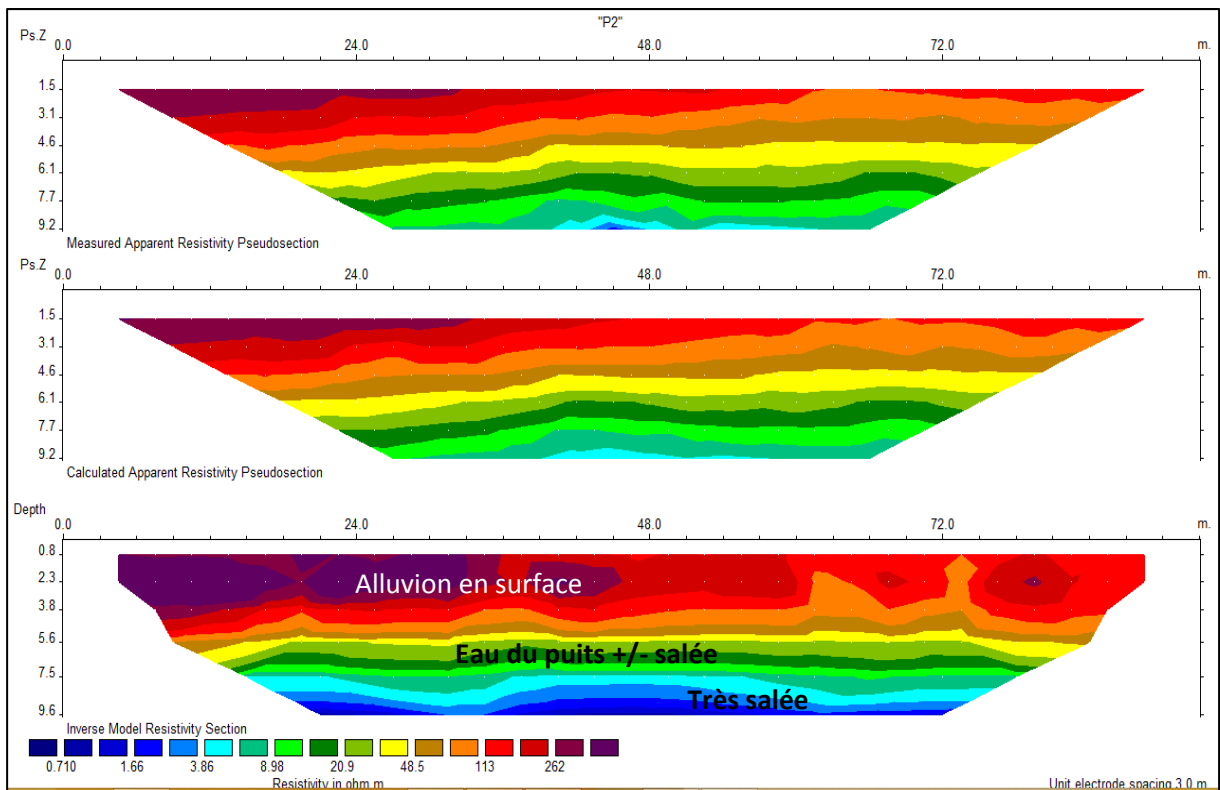 "P2"
Ps.Z 0.0 24.0 48.0 72.0 m.
1.5
3.1
4.6
6.1
7.7
9.2
Measured Apparent Resistivity Pseudosection
Ps.Z 0.0 24.0 48.0 72.0 m.
1.5
3.1
4.6
6.1
7.7
9.2
Calculated Apparent Resistivity Pseudosection
Depth 0.0 24.0 48.0 72.0 m.
0.8
2.3 Alluvion en surface
3.8
5.6
Eau du puits +/- salée
7.5
Très salée
9.6
Inverse Model Resistivity Section
0.710 1.66 3.86 8.98 20.9 48.5 113 262
Resistivity in ohm.m Unit electrode spacing 3.0 m